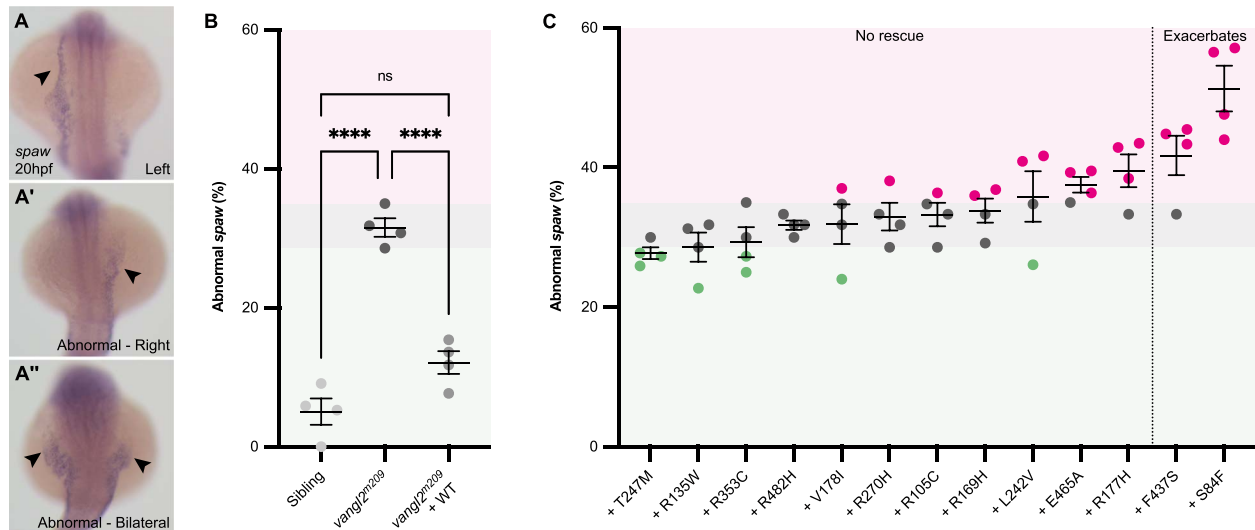 A
spaw
20hpf
Left
A'
Abnormal - Right
A"
Abnormal - Bilateral
B
Abnormal spaw (%)
60
40
20
0
ns
**** ****
Sibling
vangl2m209
vangl2m209
+ WT
C
Abnormal spaw (%)
60
40
20
0
No rescue
Exacerbates
+ T247M
+ R135W
+ R353C
+ R482H
+ V178I
+ R270H
+ R105C
+ R169H
+ L242V
+ E465A
+ R177H
+ F437S
+ S84F